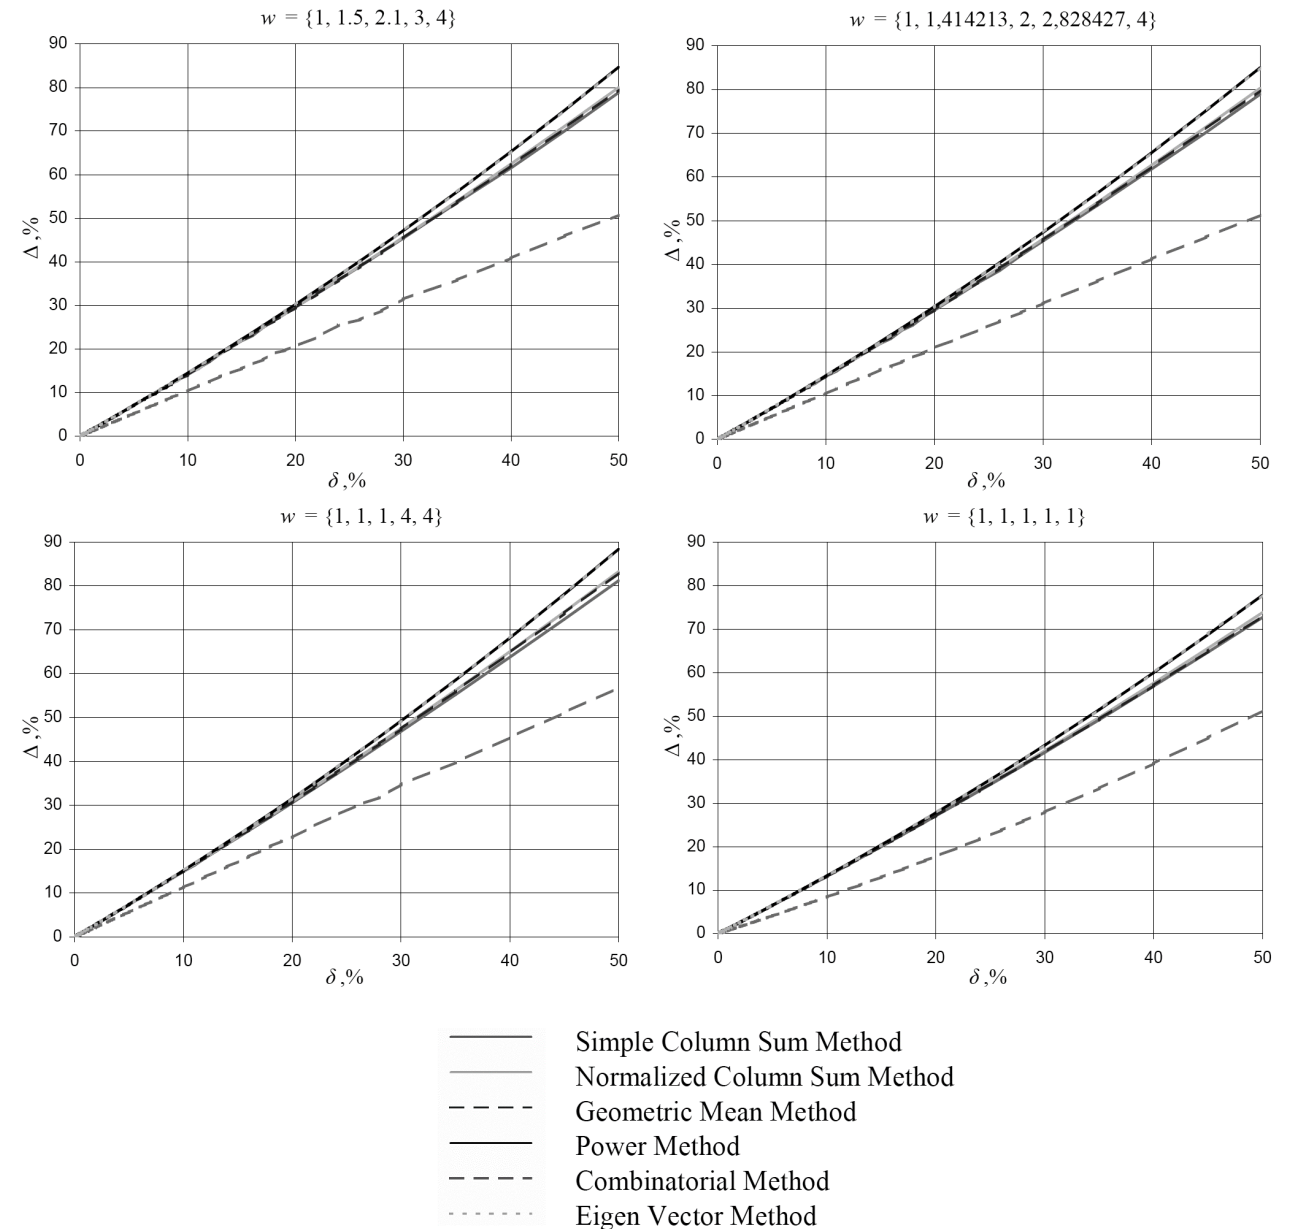 w = {1, 1.5, 2.1, 3, 4}
90
80
70
60
50
40
30
20
10
0
Δ,%
0 10 20 30 40 50
δ,%
w = {1, 1,414213, 2, 2,828427, 4}
90
80
70
60
50
40
30
20
10
0
Δ,%
0 10 20 30 40 50
δ,%
w = {1, 1, 1, 4, 4}
90
80
70
60
50
40
30
20
10
0
Δ,%
0 10 20 30 40 50
δ,%
w = {1, 1, 1, 1, 1}
90
80
70
60
50
40
30
20
10
0
Δ,%
0 10 20 30 40 50
δ,%
Simple Column Sum Method
Normalized Column Sum Method
Geometric Mean Method
Power Method
Combinatorial Method
Eigen Vector Method